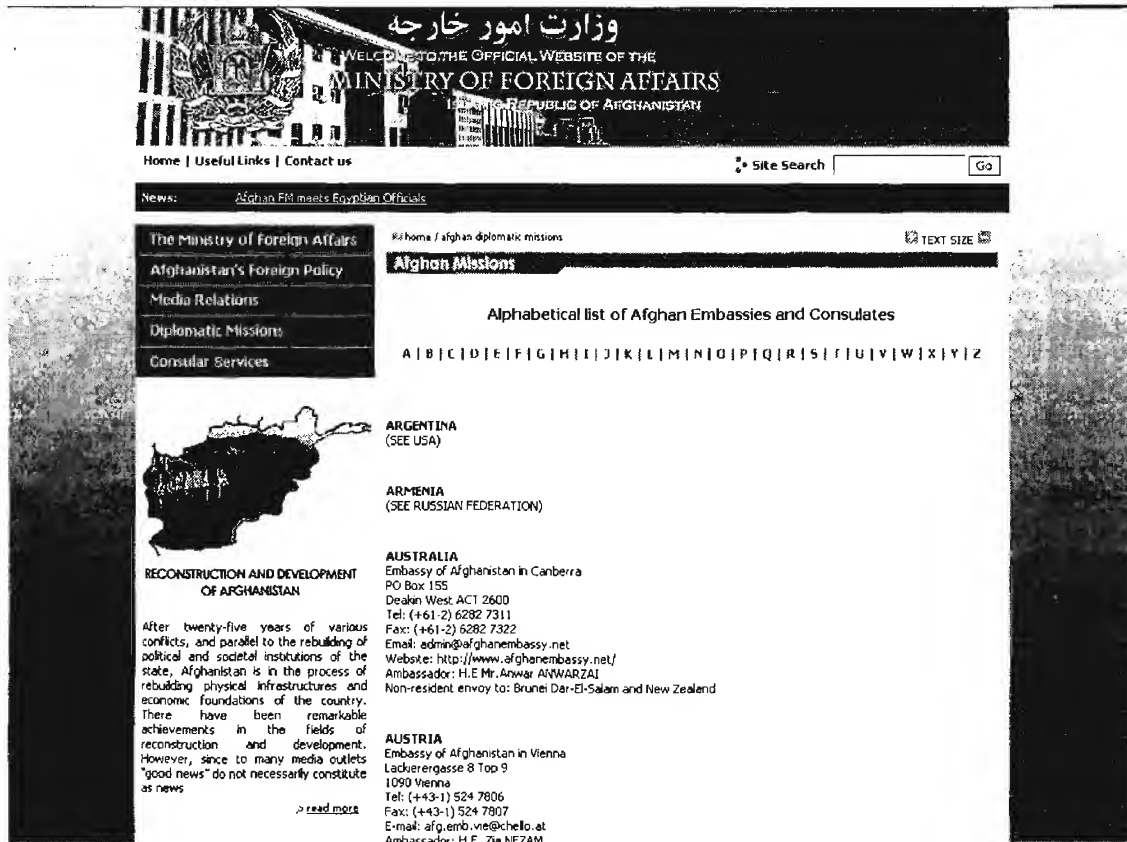 وزارت امور خارجه
WELCOME TO THE OFFICIAL WEBSITE OF THE
MINISTRY OF FOREIGN AFFAIRS
ISLAMIC REPUBLIC OF AFGHANISTAN
Home | Useful Links | Contact us
Site Search
Go
News: Afghan FM meets Egyptian Officials
The Ministry of Foreign Affairs
Afghanistan's Foreign Policy
Media Relations
Diplomatic Missions
Consular Services
RECONSTRUCTION AND DEVELOPMENT
OF AFGHANISTAN
After twenty-five years of various
conflicts, and parallel to the rebuilding of
political and societal institutions of the
state, Afghanistan is in the process of
rebuilding physical infrastructures and
economic foundations of the country.
There have been remarkable
achievements in the fields of
reconstruction and development.
However, since to many media outlets
"good news" do not necessarily constitute
as news
read more
home / afghan diplomatic missions
TEXT SIZE
Afghan Missions
Alphabetical list of Afghan Embassies and Consulates
A | B | C | D | E | F | G | H | I | J | K | L | M | N | O | P | Q | R | S | T | U | V | W | X | Y | Z
ARGENTINA
(SEE USA)
ARMENIA
(SEE RUSSIAN FEDERATION)
AUSTRALIA
Embassy of Afghanistan in Canberra
PO Box 155
Deakin West ACT 2600
Tel: (+61-2) 6282 7311
Fax: (+61-2) 6282 7322
Email: admin@afghanembassy.net
Website: http://www.afghanembassy.net/
Ambassador: H.E Mr.Anwar ANWARZAI
Non-resident envoy to: Brunei Dar-El-Salam and New Zealand
AUSTRIA
Embassy of Afghanistan in Vienna
Lackierergasse 8 Top 9
1090 Vienna
Tel: (+43-1) 524 7806
Fax: (+43-1) 524 7807
E-mail: afg.emb.vie@chello.at
Ambassador: H.E. Zia NEZAM